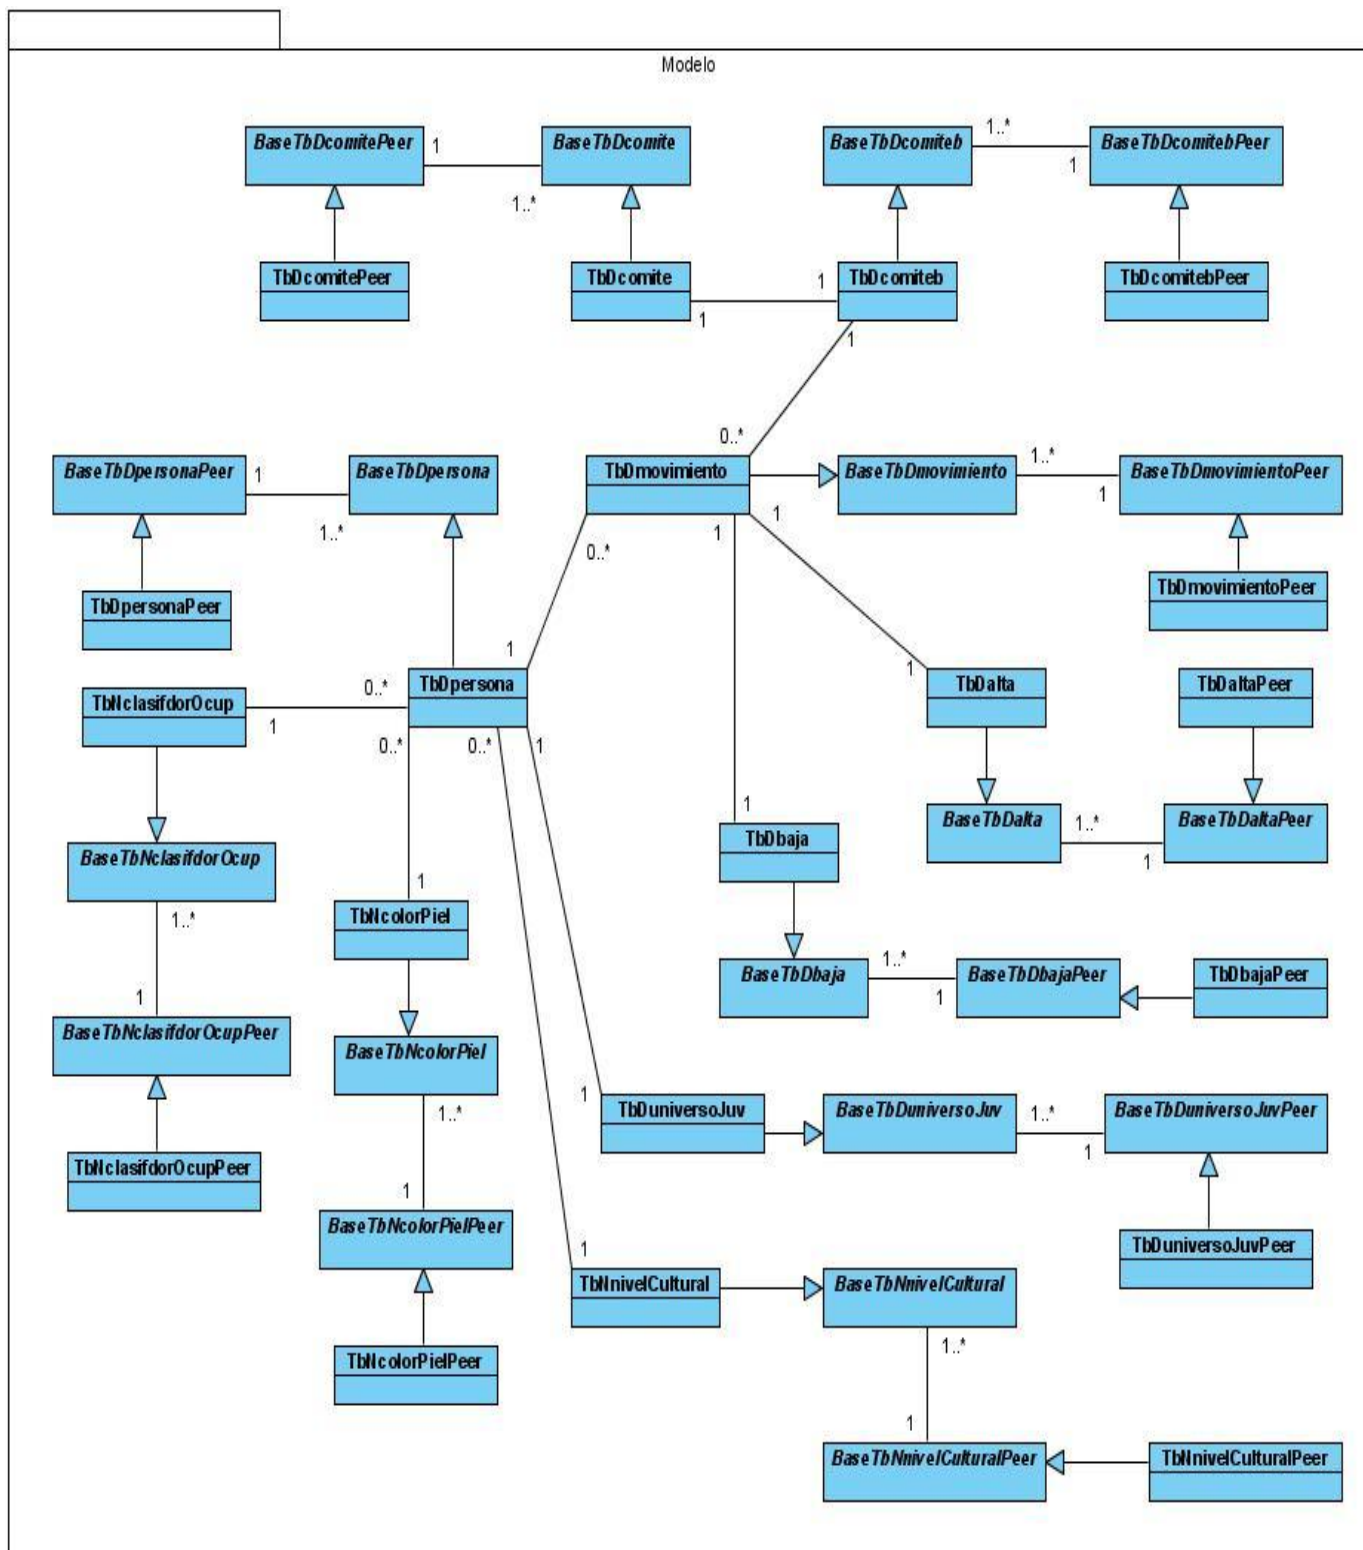 Modelo
BaseTbDcomitePeer
1
1..*
BaseTbDcomite
BaseTbDcomiteb
1..*
1
BaseTbDcomitebPeer
TbDcomitePeer
TbDcomite
1
1
TbDcomiteb
TbDcomitebPeer
1
0..*
BaseTbDpersonaPeer
1
1..*
BaseTbDpersona
TbDmovimiento
BaseTbDmovimiento
1..*
1
BaseTbDmovimientoPeer
0..*
1
1
TbDpersonaPeer
TbDmovimientoPeer
1
1
TbNclasifdorOcup
1
0..*
TbDpersona
TbDalta
TbDaltaPeer
0..*
0..*
1
1
TbDbaja
BaseTbDalta
1..*
1
BaseTbDaltaPeer
BaseTbNclasifdorOcup
1..*
1
TbNcolorPiel
BaseTbDbaja
1..*
1
BaseTbDbajaPeer
TbDbajaPeer
1
BaseTbNclasifdorOcupPeer
BaseTbNcolorPiel
1..*
1
TbDuniversoJuv
BaseTbDuniversoJuv
1..*
1
BaseTbDuniversoJuvPeer
TbNclasifdorOcupPeer
1
BaseTbNcolorPielPeer
TbDuniversoJuvPeer
1
TbNnivelCultural
BaseTbNnivelCultural
1..*
TbNcolorPielPeer
1
BaseTbNnivelCulturalPeer
TbNnivelCulturalPeer